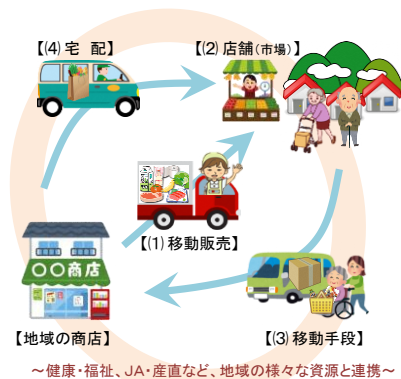 【⑷ 宅　配】
【⑵ 店舗（市場）】
【⑴ 移動販売】
〇〇商店
【地域の商店】
【⑶ 移動手段】
～健康・福祉、JA・産直など、地域の様々な資源と連携～